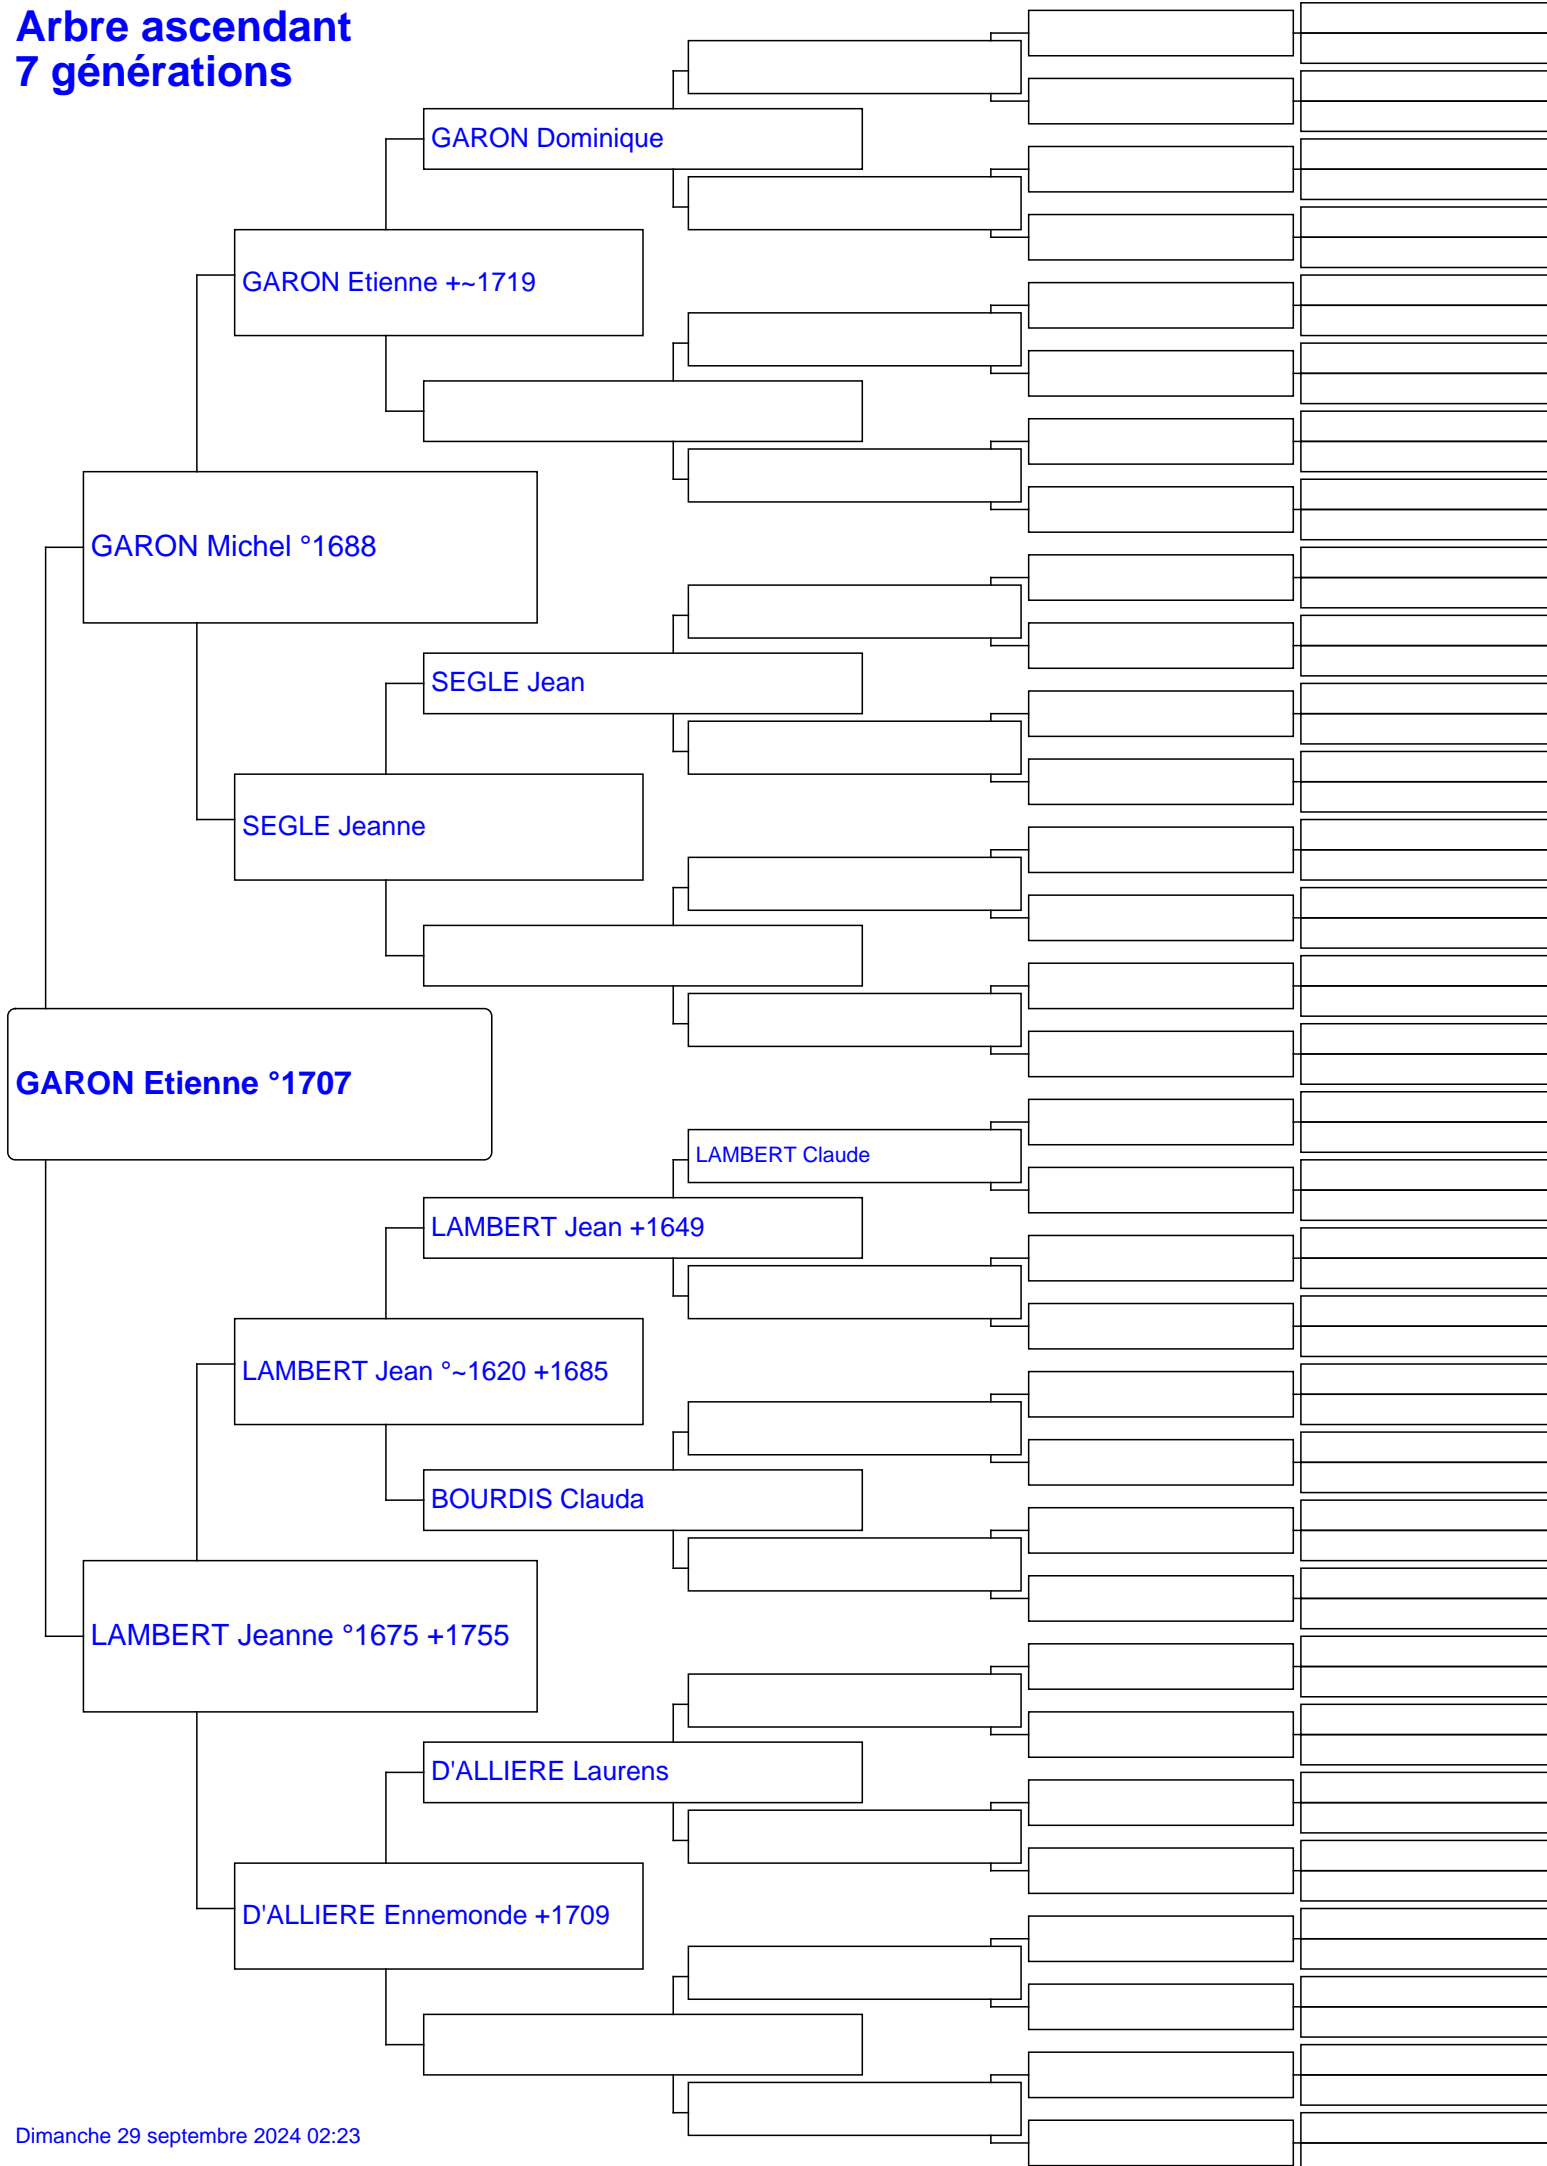 Arbre ascendant
7 générations
GARON Dominique
GARON Etienne +~1719
GARON Michel °1688
SEGLE Jean
SEGLE Jeanne
GARON Etienne °1707
LAMBERT Claude
LAMBERT Jean +1649
LAMBERT Jean °~1620 +1685
BOURDIS Clauda
LAMBERT Jeanne °1675 +1755
D'ALLIERE Laurens
D'ALLIERE Ennemonde +1709
Dimanche 29 septembre 2024 02:23